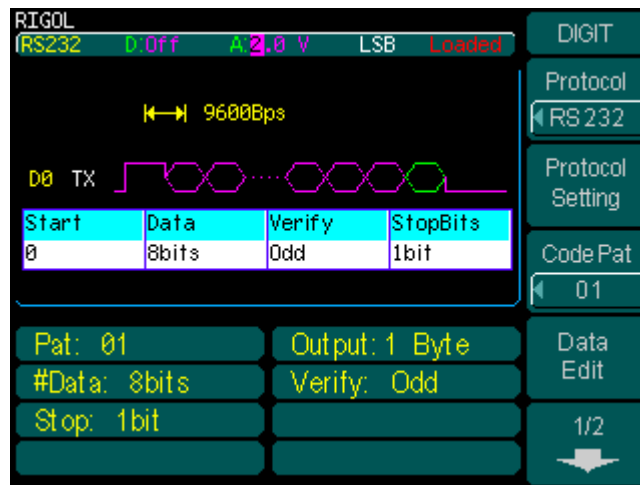 RIGOL
RS232 D:Off A:2.0 V LSB Loaded
9600Bps
D0 TX
Start Data Verify StopBits
0 8bits Odd 1bit
Pat: 01 Output: 1 Byte
#Data: 8bits Verify: Odd
Stop: 1bit
DIGIT
Protocol
RS232
Protocol
Setting
Code Pat
01
Data
Edit
1/2